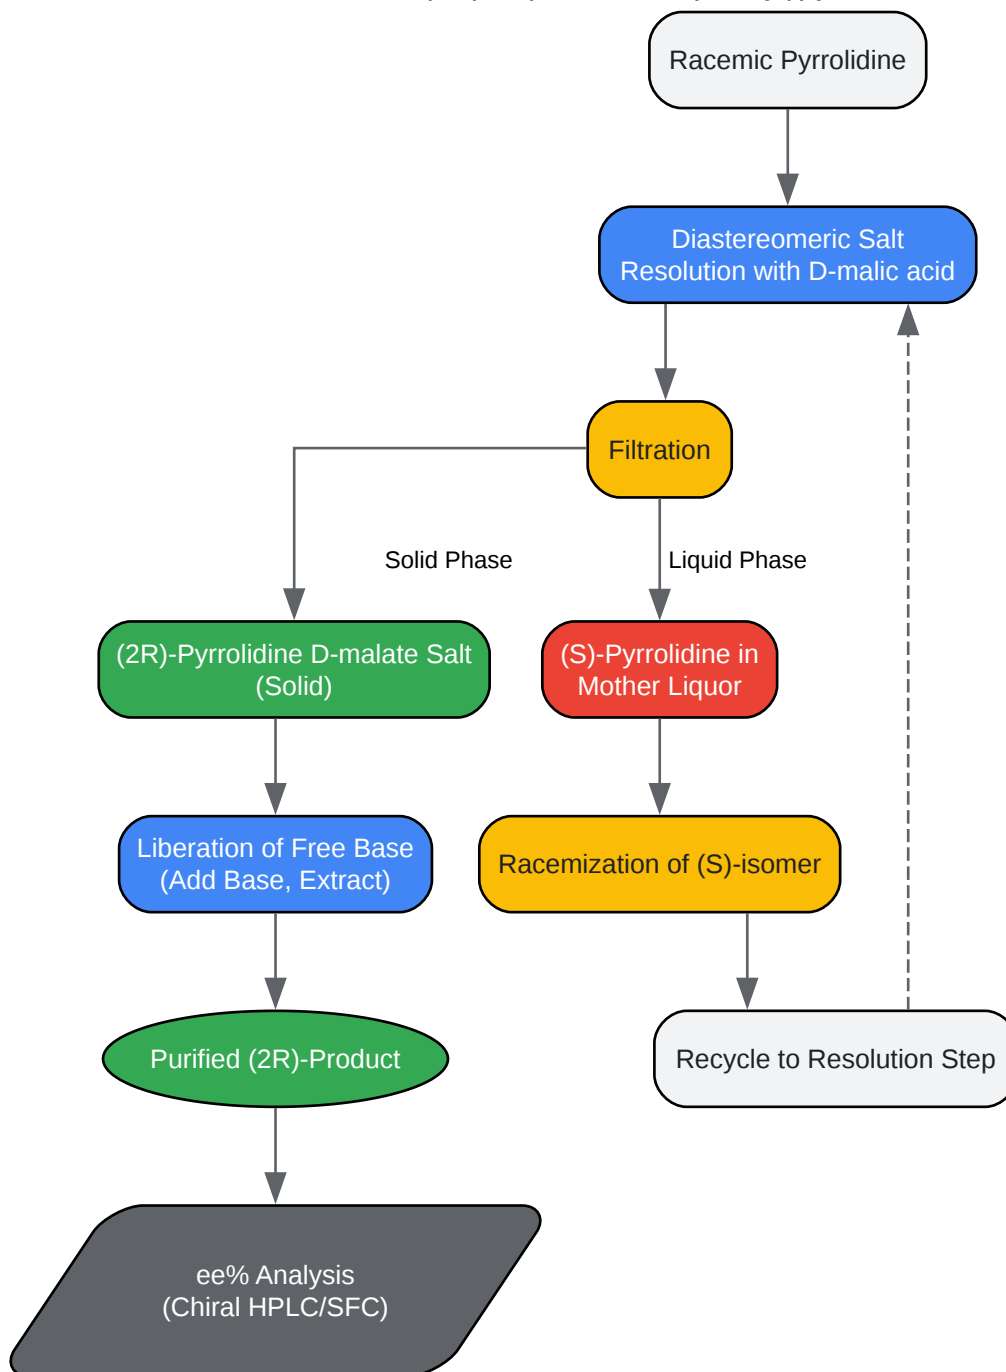 Racemic Pyrrolidine
Diastereomeric Salt
Resolution with D-malic acid
Filtration
Solid Phase
Liquid Phase
(2R)-Pyrrolidine D-malate Salt
(Solid)
(S)-Pyrrolidine in
Mother Liquor
Liberation of Free Base
(Add Base, Extract)
Racemization of (S)-isomer
Purified (2R)-Product
Recycle to Resolution Step
ee% Analysis
(Chiral HPLC/SFC)